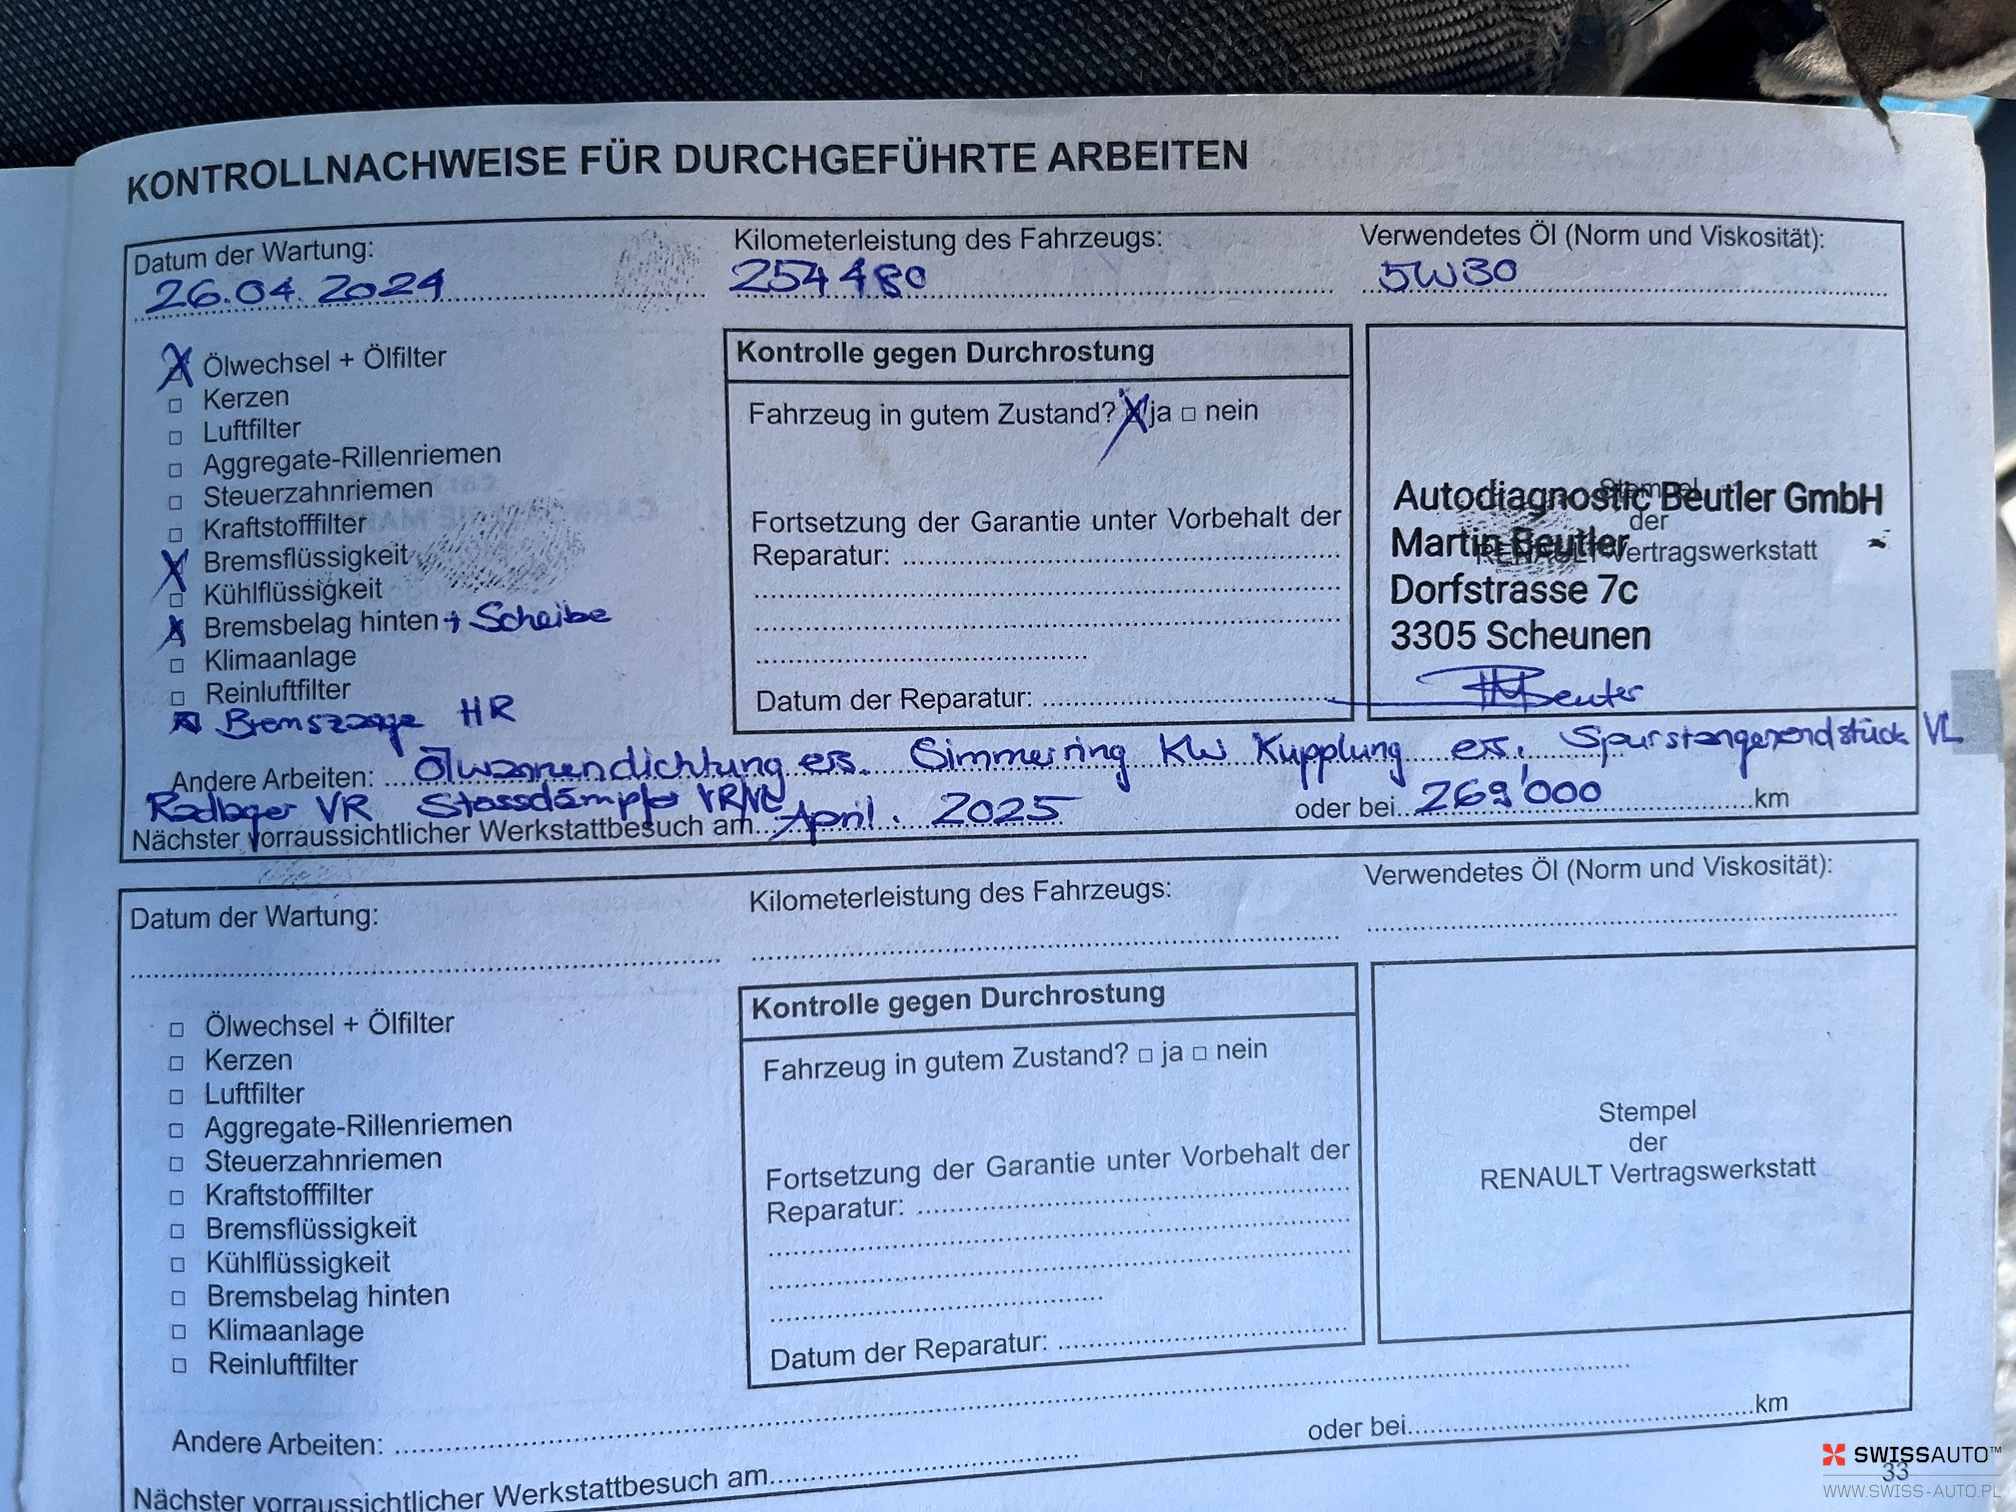 KONTROLLNACHWEISE FÜR DURCHGEFÜHRTE ARBEITEN
Datum der Wartung: 26.04.2024
Kilometerleistung des Fahrzeugs: 254480
Verwendetes Öl (Norm und Viskosität): 5W30
X Ölwechsel + Ölfilter
□ Kerzen
□ Luftfilter
□ Aggregate-Rillenriemen
□ Steuerzahnriemen
□ Kraftstofffilter
X Bremsflüssigkeit
□ Kühlflüssigkeit
X Bremsbelag hinten + Scheibe
□ Klimaanlage
□ Reinluftfilter
X Bremszange HR
Kontrolle gegen Durchrostung
Fahrzeug in gutem Zustand? X ja □ nein
Fortsetzung der Garantie unter Vorbehalt der
Reparatur:
Datum der Reparatur:
Stempel
der
RENAULT Vertragswerkstatt
Autodiagnostic Beutler GmbH
Martin Beutler
Dorfstrasse 7c
3305 Scheunen
Andere Arbeiten: Ölwannendichtung ers. Simmerring KW Kupplung ers. Spurstangenendstück VL
Radlager VR Stossdämpfer VR/VL
Nächster vorraussichtlicher Werkstattbesuch am April. 2025 oder bei 269'000 km
Datum der Wartung:
Kilometerleistung des Fahrzeugs:
Verwendetes Öl (Norm und Viskosität):
□ Ölwechsel + Ölfilter
□ Kerzen
□ Luftfilter
□ Aggregate-Rillenriemen
□ Steuerzahnriemen
□ Kraftstofffilter
□ Bremsflüssigkeit
□ Kühlflüssigkeit
□ Bremsbelag hinten
□ Klimaanlage
□ Reinluftfilter
Kontrolle gegen Durchrostung
Fahrzeug in gutem Zustand? □ ja □ nein
Fortsetzung der Garantie unter Vorbehalt der
Reparatur:
Datum der Reparatur:
Stempel
der
RENAULT Vertragswerkstatt
Andere Arbeiten:
Nächster vorraussichtlicher Werkstattbesuch am oder bei km
33
SWISSAUTO™
WWW.SWISS-AUTO.PL